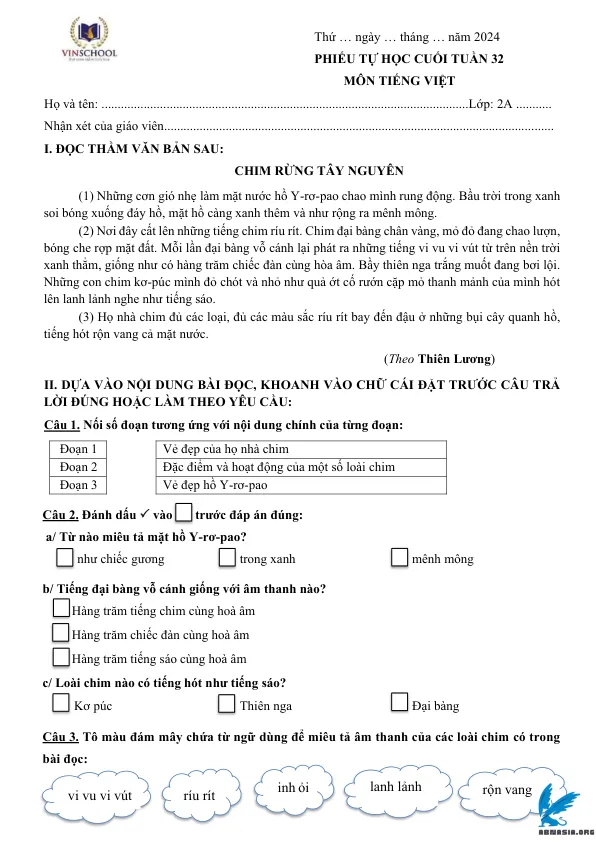 VINSCHOOL
Thứ … ngày … tháng … năm 2024
PHIẾU TỰ HỌC CUỐI TUẦN 32
MÔN TIẾNG VIỆT
Họ và tên: .................................................................................................................Lớp: 2A ...........
Nhận xét của giáo viên.........................................................................................................................
I. ĐỌC THẦM VĂN BẢN SAU:
CHIM RỪNG TÂY NGUYÊN
(1) Những cơn gió nhẹ làm mặt nước hồ Y-rơ-pao chao mình rung động. Bầu trời trong xanh
soi bóng xuống đáy hồ, mặt hồ càng xanh thêm và như rộng ra mênh mông.
(2) Nơi đây cất lên những tiếng chim ríu rít. Chim đại bàng chân vàng, mỏ đỏ đang chao lượn,
bóng che rợp mặt đất. Mỗi lần đại bàng vỗ cánh lại phát ra những tiếng vi vu vi vút từ trên nền trời
xanh thẳm, giống như có hàng trăm chiếc đàn cùng hòa âm. Bầy thiên nga trắng muốt đang bơi lội.
Những con chim kơ-púc mình đỏ chót và nhỏ như quả ớt cố rướn cặp mỏ thanh mảnh của mình hót
lên lanh lảnh nghe như tiếng sáo.
(3) Họ nhà chim đủ các loại, đủ các màu sắc ríu rít bay đến đậu ở những bụi cây quanh hồ,
tiếng hót rộn vang cả mặt nước.
(Theo Thiên Lương)
II. DỰA VÀO NỘI DUNG BÀI ĐỌC, KHOANH VÀO CHỮ CÁI ĐẶT TRƯỚC CÂU TRẢ
LỜI ĐÚNG HOẶC LÀM THEO YÊU CẦU:
Câu 1. Nối số đoạn tương ứng với nội dung chính của từng đoạn:
Đoạn 1 Vẻ đẹp của họ nhà chim
Đoạn 2 Đặc điểm và hoạt động của một số loài chim
Đoạn 3 Vẻ đẹp hồ Y-rơ-pao
Câu 2. Đánh dấu ✓ vào trước đáp án đúng:
a/ Từ nào miêu tả mặt hồ Y-rơ-pao?
như chiếc gương trong xanh mênh mông
b/ Tiếng đại bàng vỗ cánh giống với âm thanh nào?
Hàng trăm tiếng chim cùng hoà âm
Hàng trăm chiếc đàn cùng hoà âm
Hàng trăm tiếng sáo cùng hoà âm
c/ Loài chim nào có tiếng hót như tiếng sáo?
Kơ púc Thiên nga Đại bàng
Câu 3. Tô màu đám mây chứa từ ngữ dùng để miêu tả âm thanh của các loài chim có trong
bài đọc:
vi vu vi vút ríu rít inh ỏi lanh lảnh rộn vang
ABNASIA.ORG